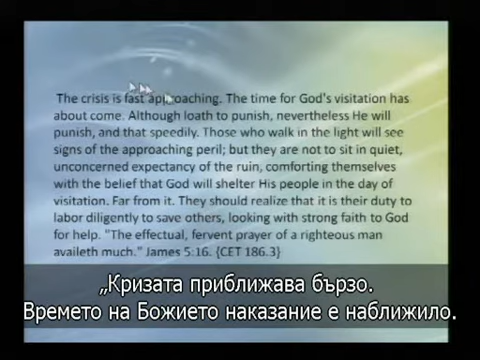 The crisis is fast approaching. The time for God's visitation has
about come. Although loath to punish, nevertheless He will
punish, and that speedily. Those who walk in the light will see
signs of the approaching peril; but they are not to sit in quiet,
unconcerned expectancy of the ruin, comforting themselves
with the belief that God will shelter His people in the day of
visitation. Far from it. They should realize that it is their duty to
labor diligently to save others, looking with strong faith to God
for help. "The effectual, fervent prayer of a righteous man
availeth much." James 5:16. {CET 186.3}
„Кризата приближава бързо.
Времето на Божието наказание е наближило.